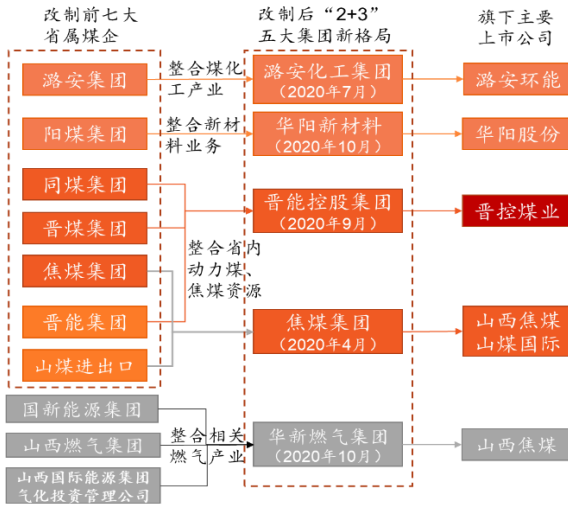 改制前七大
省属煤企
改制后“2+3”
五大集团新格局
旗下主要
上市公司
潞安集团
整合煤化
工产业
潞安化工集团
（2020年7月）
潞安环能
阳煤集团
整合新材
料业务
华阳新材料
（2020年10月）
华阳股份
同煤集团
晋煤集团
焦煤集团
晋能集团
山煤进出口
整合省内
动力煤、
焦煤资源
晋能控股集团
（2020年9月）
晋控煤业
焦煤集团
（2020年4月）
山西焦煤
山煤国际
国新能源集团
山西燃气集团
山西国际能源集团
气化投资管理公司
整合相关
燃气产业
华新燃气集团
（2020年10月）
山西焦煤